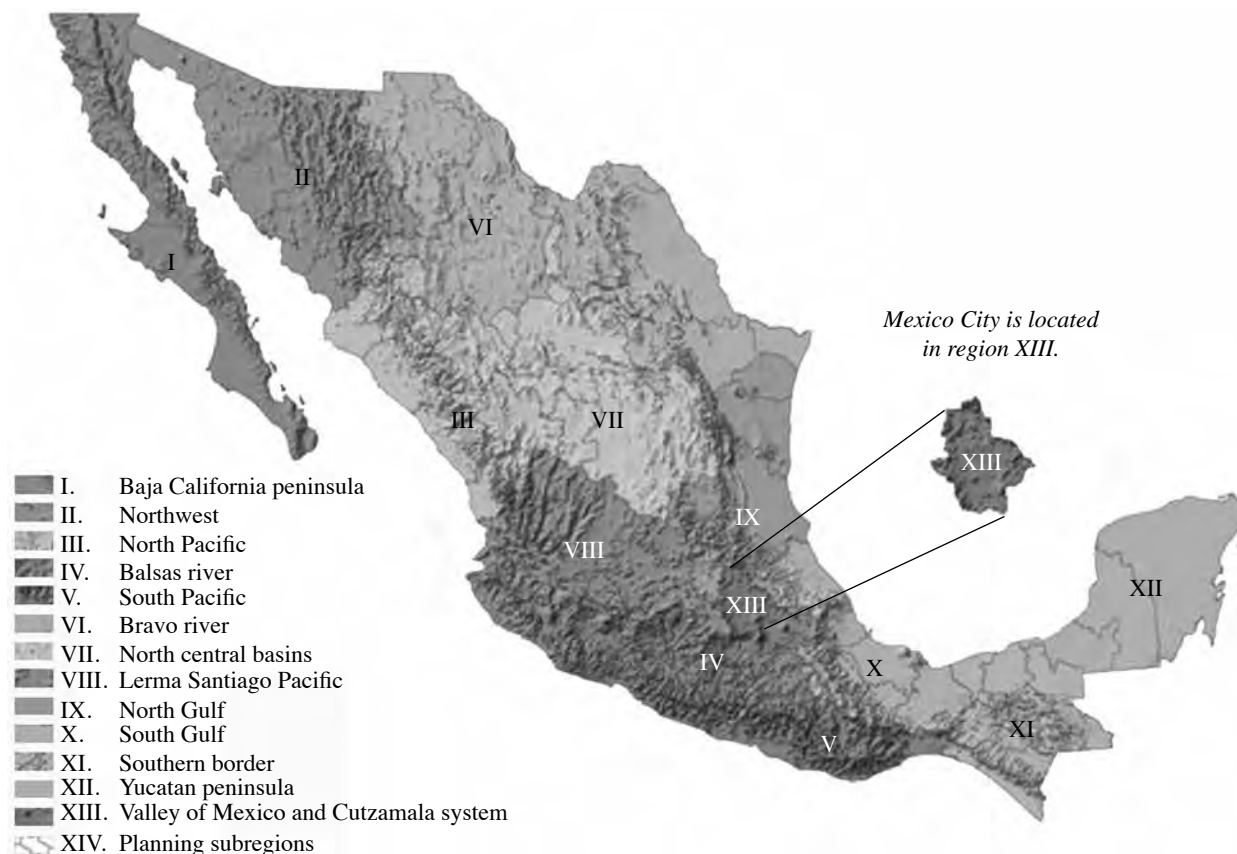 II
VI
I
Mexico City is located
in region XIII.
III
VII
XIII
IX
VIII
XII
XIII
IV
X
XI
V
I. Baja California peninsula
II. Northwest
III. North Pacific
IV. Balsas river
V. South Pacific
VI. Bravo river
VII. North central basins
VIII. Lerma Santiago Pacific
IX. North Gulf
X. South Gulf
XI. Southern border
XII. Yucatan peninsula
XIII. Valley of Mexico and Cutzamala system
XIV. Planning subregions